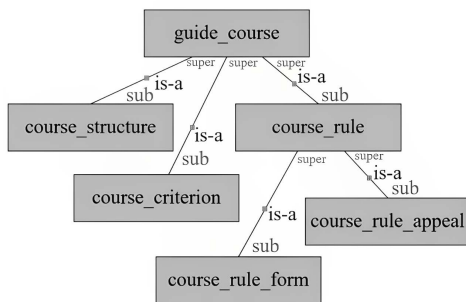 guide_course
super super super
is-a is-a
sub sub
course_structure
is-a
course_rule
sub
super super
course_criterion
is-a
sub
is-a
course_rule_appeal
sub
course_rule_form